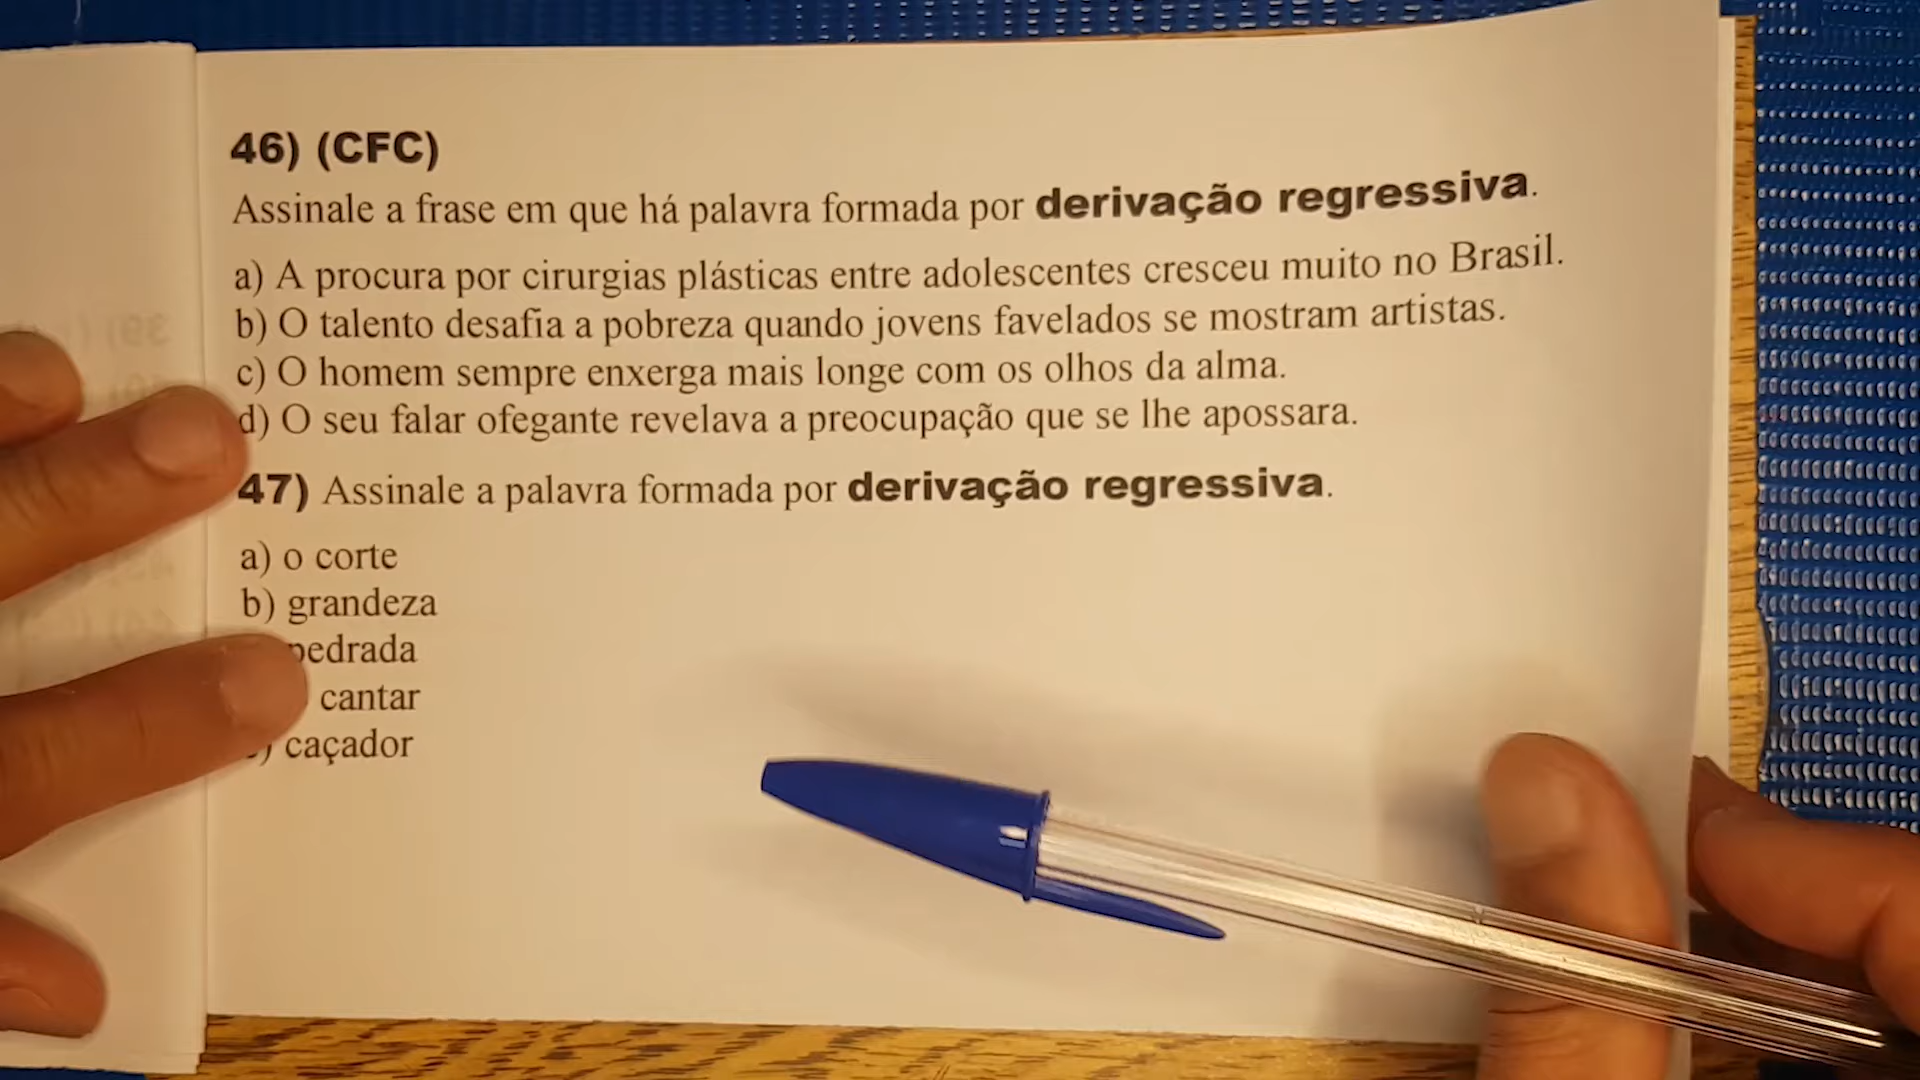 46) (CFC)
Assinale a frase em que há palavra formada por derivação regressiva.
a) A procura por cirurgias plásticas entre adolescentes cresceu muito no Brasil.
b) O talento desafia a pobreza quando jovens favelados se mostram artistas.
c) O homem sempre enxerga mais longe com os olhos da alma.
d) O seu falar ofegante revelava a preocupação que se lhe apossara.
47) Assinale a palavra formada por derivação regressiva.
a) o corte
b) grandeza
pedrada
cantar
) caçador